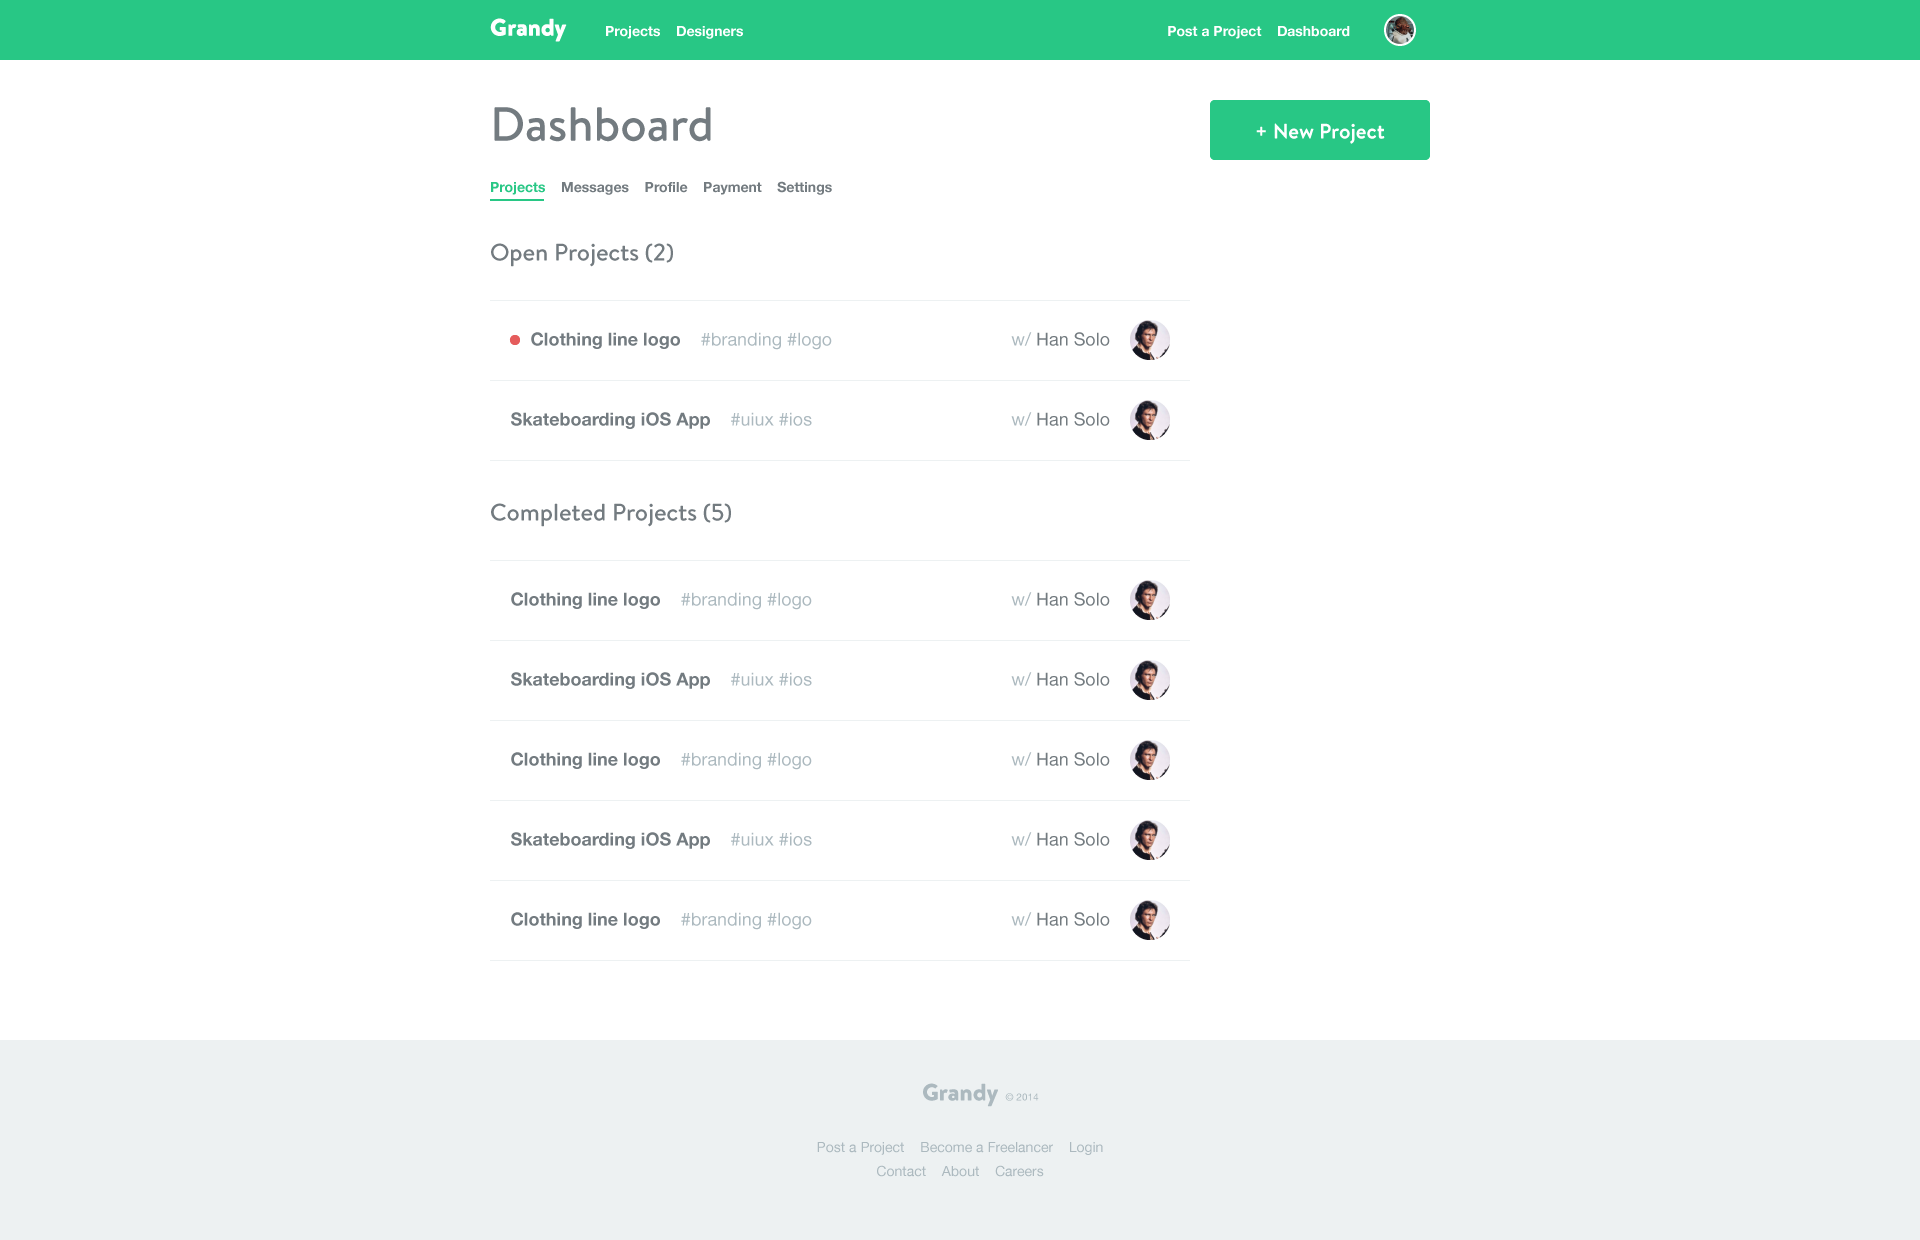 Grandy Projects Designers Post a Project Dashboard
Dashboard
+ New Project
Projects Messages Profile Payment Settings
Open Projects (2)
Clothing line logo #branding #logo w/ Han Solo
Skateboarding iOS App #uiux #ios w/ Han Solo
Completed Projects (5)
Clothing line logo #branding #logo w/ Han Solo
Skateboarding iOS App #uiux #ios w/ Han Solo
Clothing line logo #branding #logo w/ Han Solo
Skateboarding iOS App #uiux #ios w/ Han Solo
Clothing line logo #branding #logo w/ Han Solo
Grandy © 2014
Post a Project Become a Freelancer Login
Contact About Careers